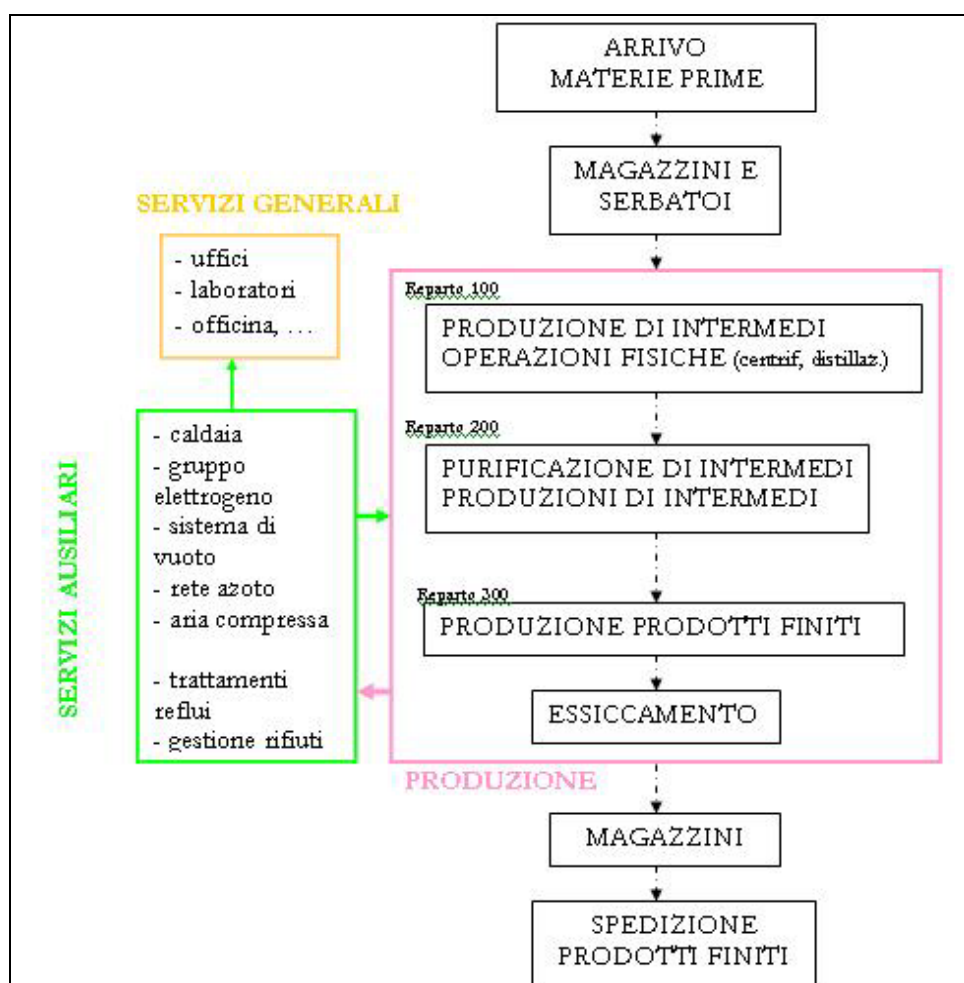 ARRIVO
MATERIE PRIME
MAGAZZINI E
SERBATOI
SERVIZI GENERALI
- uffici
- laboratori
- officina, ...
SERVIZI AUSILIARI
- caldaia
- gruppo
elettrogeno
- sistema di
vuoto
- rete azoto
- aria compressa
- trattamenti
reflui
- gestione rifiuti
Reparto 100
PRODUZIONE DI INTERMEDI
OPERAZIONI FISICHE (centrif, distillaz.)
Reparto 200
PURIFICAZIONE DI INTERMEDI
PRODUZIONI DI INTERMEDI
Reparto 300
PRODUZIONE PRODOTTI FINITI
ESSICCAMENTO
PRODUZIONE
MAGAZZINI
SPEDIZIONE
PRODOTTI FINITI